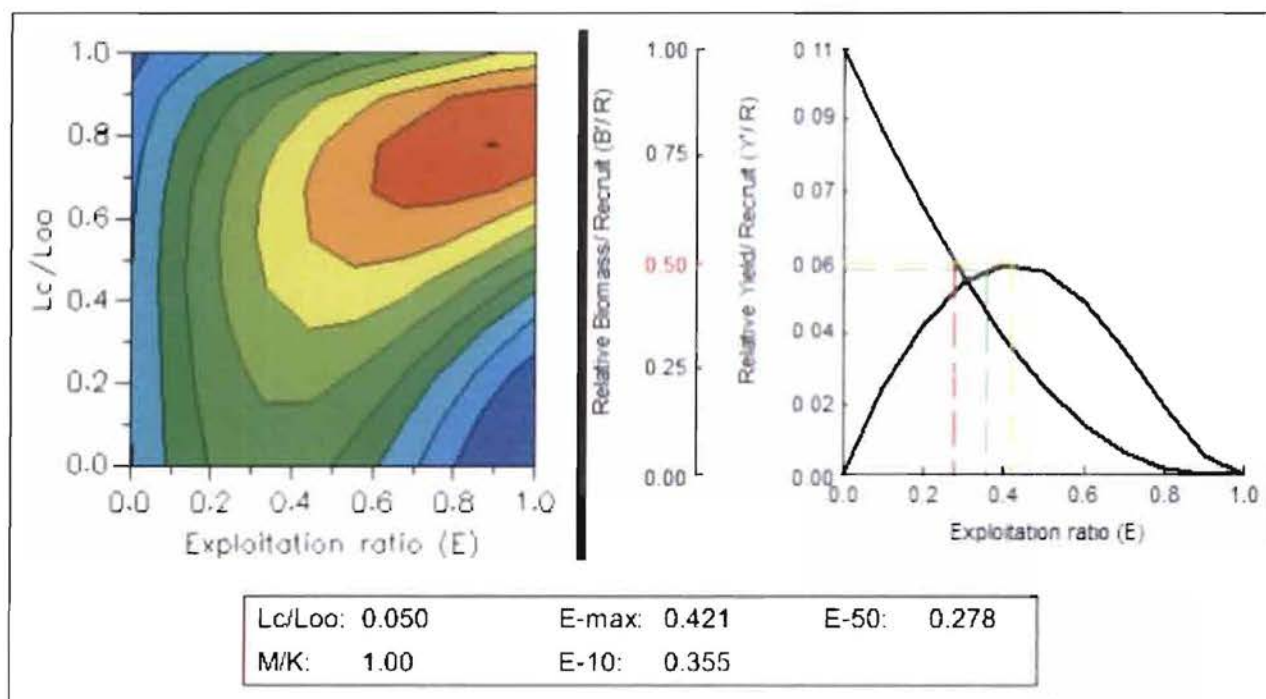 1.0
0.8
0.6
0.4
0.2
0.0
Lc/Loo
0.0 0.2 0.4 0.6 0.8 1.0
Exploitation ratio (E)
Relative Biomass/ Recruit (B'/ R)
1.00
0.75
0.50
0.25
0.00
Relative Yield/ Recruit (Y'/ R)
0.11
0.09
0.07
0.06
0.04
0.02
0.00
0.0 0.2 0.4 0.6 0.8 1.0
Exploitation ratio (E)
Lc/Loo: 0.050 E-max: 0.421 E-50: 0.278
M/K: 1.00 E-10: 0.355